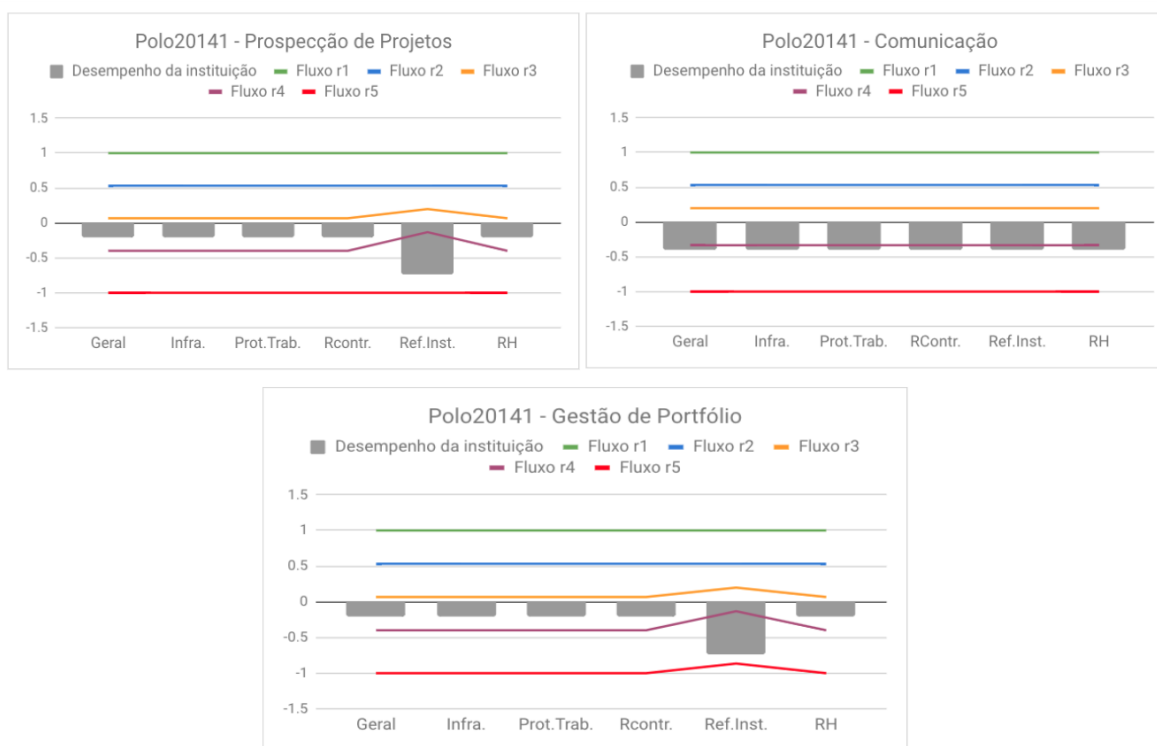 Polo20141 - Prospecção de Projetos
Desempenho da instituição Fluxo r1 Fluxo r2 Fluxo r3
Fluxo r4 Fluxo r5
1.5
1
0.5
0
-0.5
-1
-1.5
Geral Infra. Prot.Trab. Rcontr. Ref.Inst. RH
Polo20141 - Comunicação
Desempenho da instituição Fluxo r1 Fluxo r2 Fluxo r3
Fluxo r4 Fluxo r5
1.5
1
0.5
0
-0.5
-1
-1.5
Geral Infra. Prot.Trab. RContr. Ref.Inst. RH
Polo20141 - Gestão de Portfólio
Desempenho da instituição Fluxo r1 Fluxo r2 Fluxo r3
Fluxo r4 Fluxo r5
1.5
1
0.5
0
-0.5
-1
-1.5
Geral Infra. Prot.Trab. Rcontr. Ref.Inst. RH